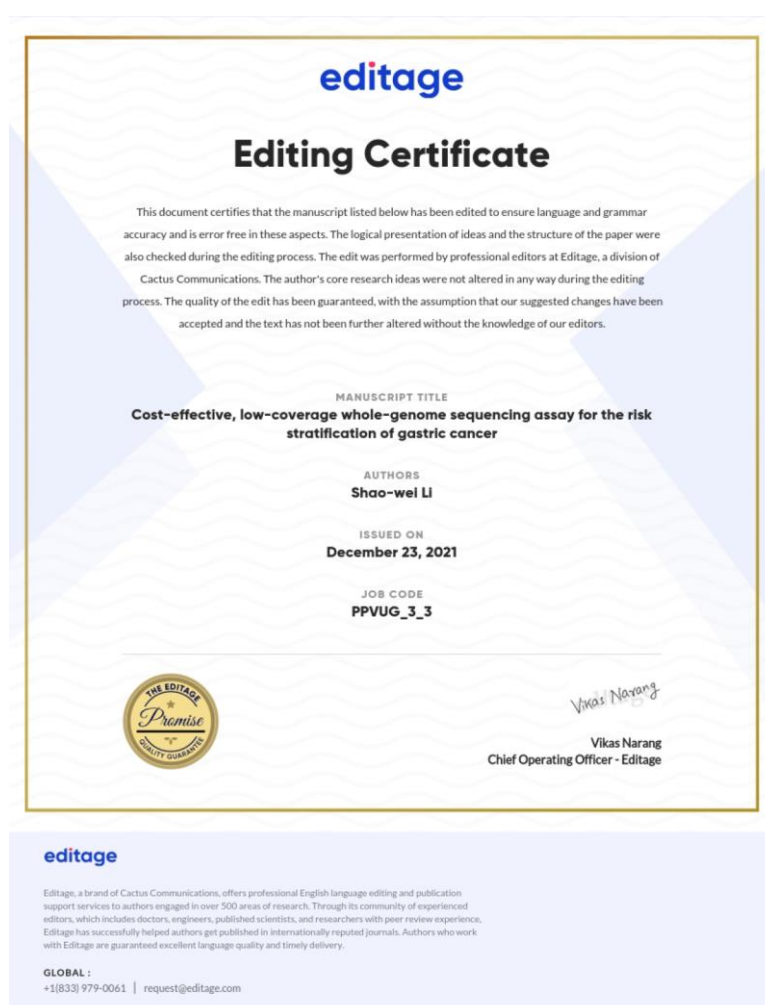 editage
Editing Certificate
This document certifies that the manuscript listed below has been edited to ensure language and grammar
accuracy and is error free in these aspects. The logical presentation of ideas and the structure of the paper were
also checked during the editing process. The edit was performed by professional editors at Editage, a division of
Cactus Communications. The author's core research ideas were not altered in any way during the editing
process. The quality of the edit has been guaranteed, with the assumption that our suggested changes have been
accepted and the text has not been further altered without the knowledge of our editors.
MANUSCRIPT TITLE
Cost-effective, low-coverage whole-genome sequencing assay for the risk
stratification of gastric cancer
AUTHORS
Shao-wei Li
ISSUED ON
December 23, 2021
JOB CODE
PPVUG_3_3
THE EDITAGE
Promise
QUALITY GUARANTEE
Vikas Narang
Vikas Narang
Chief Operating Officer - Editage
editage
Editage, a brand of Cactus Communications, offers professional English language editing and publication
support services to authors engaged in over 500 areas of research. Through its community of experienced
editors, which includes doctors, engineers, published scientists, and researchers with peer review experience,
Editage has successfully helped authors get published in internationally reputed journals. Authors who work
with Editage are guaranteed excellent language quality and timely delivery.
GLOBAL :
+1(833) 979-0061 | request@editage.com